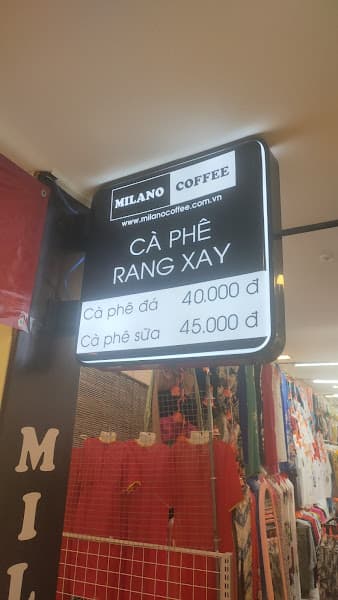 MILANO COFFEE
www.milanocoffee.com.vn
CÀ PHÊ
RANG XAY
Cà phê đá 40.000 đ
Cà phê sữa 45.000 đ
M
I
L